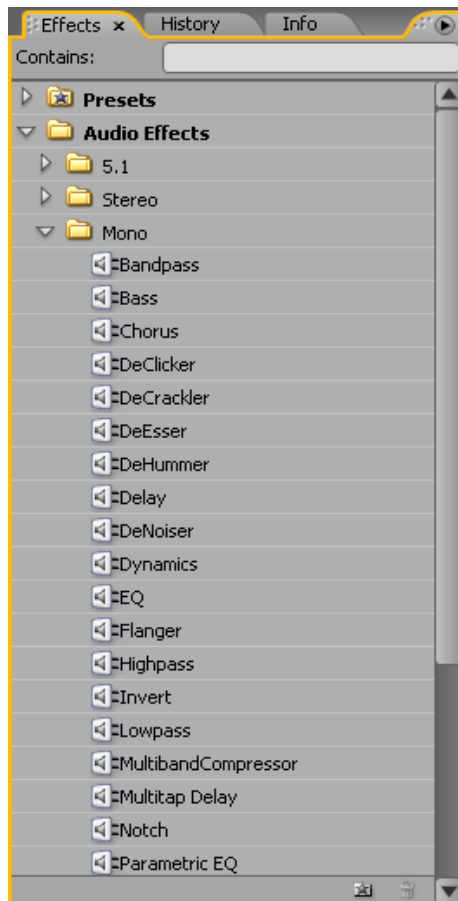 Effects × History Info
Contains:
Presets
Audio Effects
5.1
Stereo
Mono
Bandpass
Bass
Chorus
DeClicker
DeCrackler
DeEsser
DeHummer
Delay
DeNoiser
Dynamics
EQ
Flanger
Highpass
Invert
Lowpass
MultibandCompressor
Multitap Delay
Notch
Parametric EQ